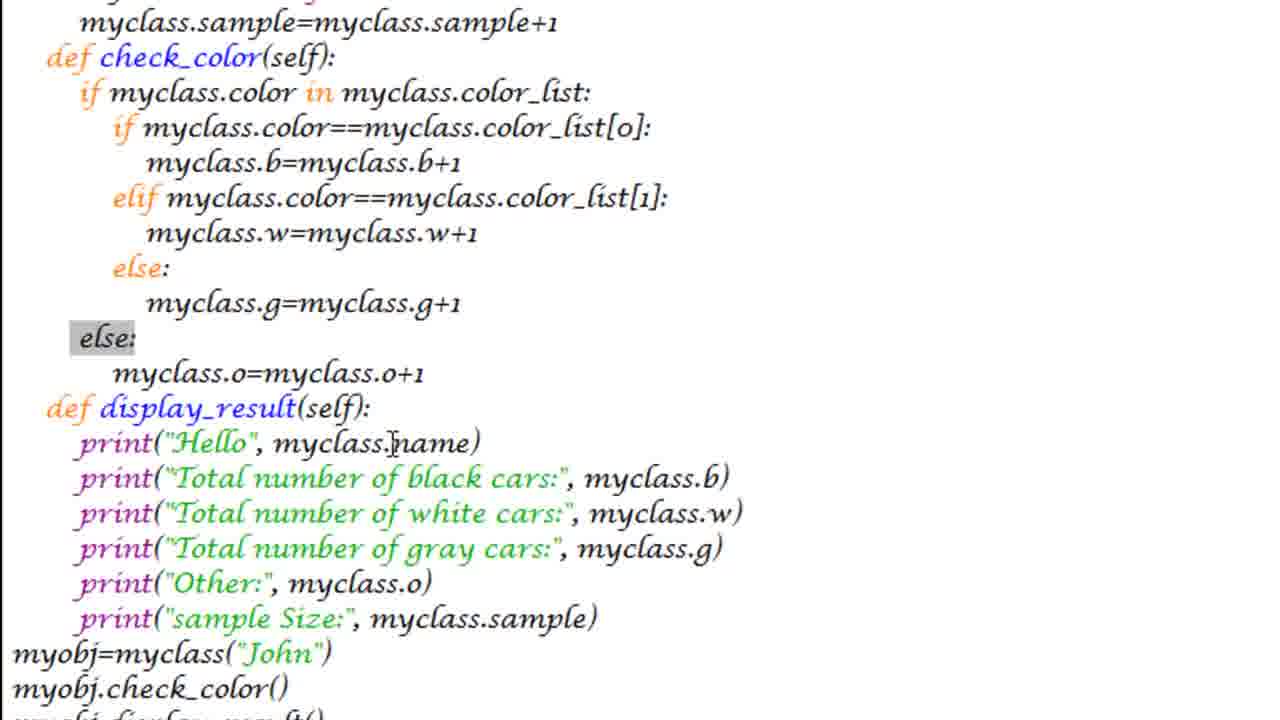 myclass.sample=myclass.sample+1
def check_color(self):
if myclass.color in myclass.color_list:
if myclass.color==myclass.color_list[0]:
myclass.b=myclass.b+1
elif myclass.color==myclass.color_list[1]:
myclass.w=myclass.w+1
else:
myclass.g=myclass.g+1
else:
myclass.o=myclass.o+1
def display_result(self):
print("Hello", myclass.name)
print("Total number of black cars:", myclass.b)
print("Total number of white cars:", myclass.w)
print("Total number of gray cars:", myclass.g)
print("Other:", myclass.o)
print("sample Size:", myclass.sample)
myobj=myclass("John")
myobj.check_color()
myobj.display_result()